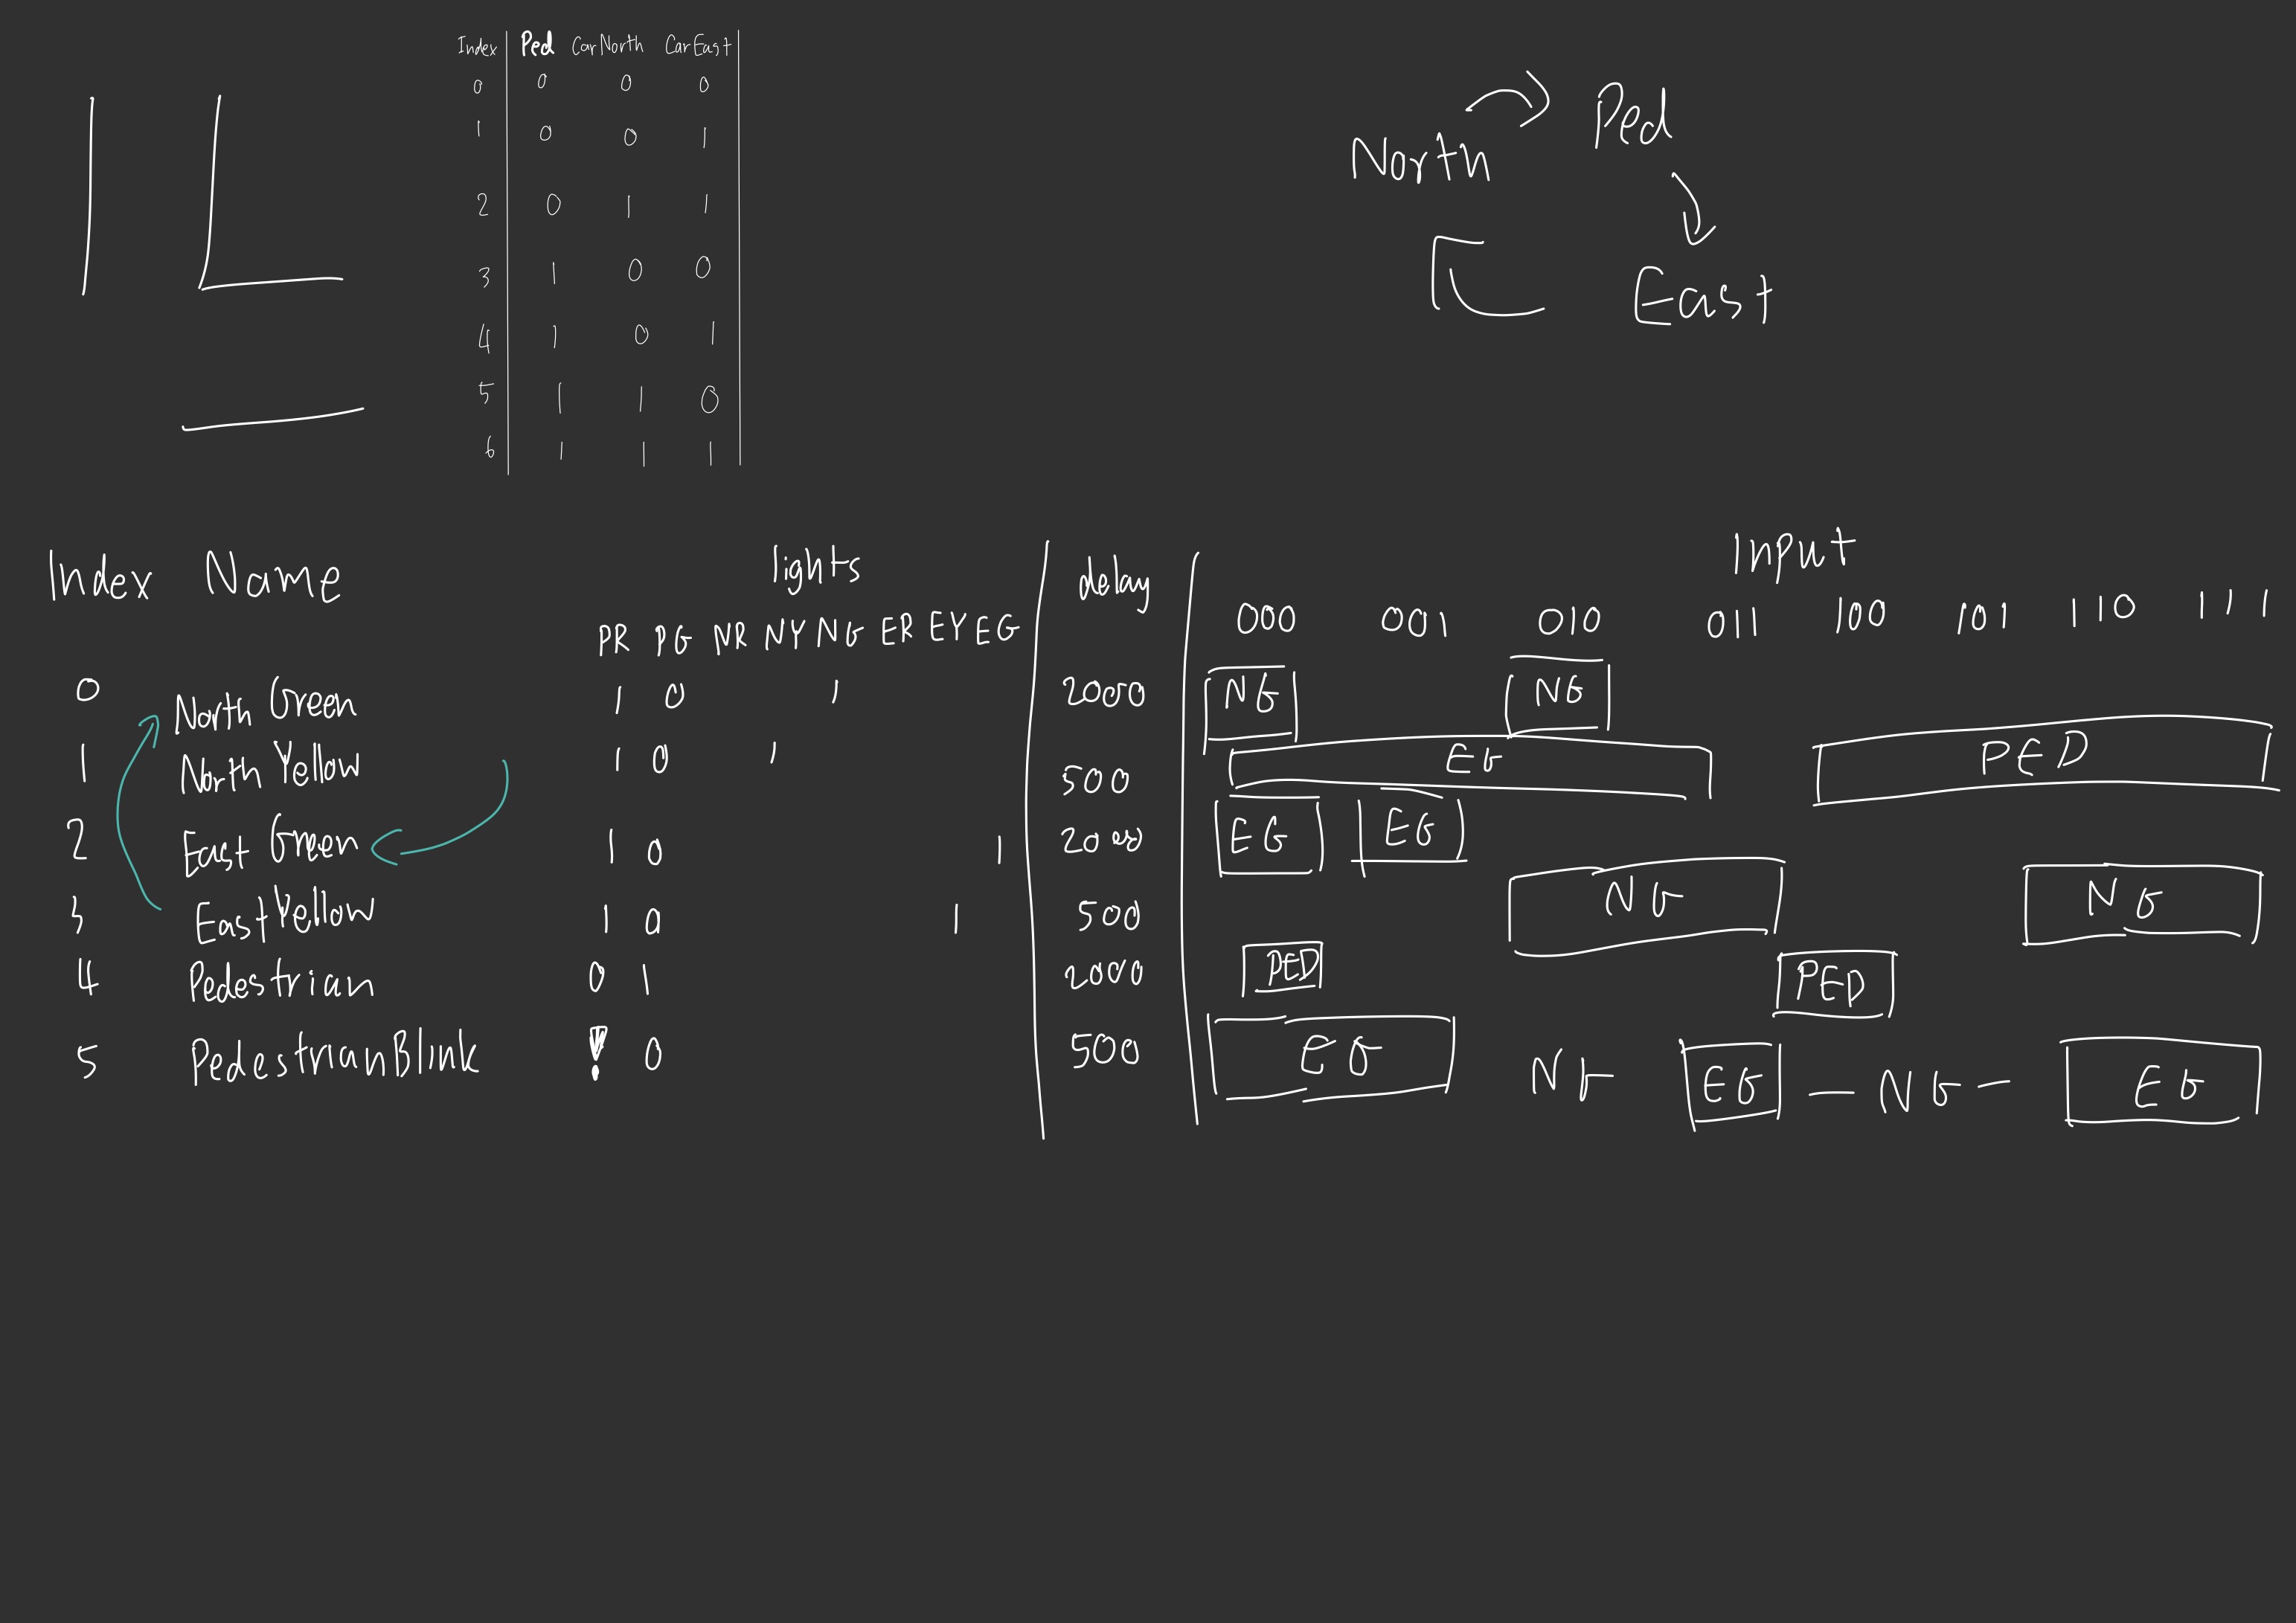 Index Ped CarNorth CarEast
0 0 0 0
1 0 0 1
2 0 1 1
3 1 0 0
4 1 0 1
5 1 1 0
6 1 1 1
North Ped
East
Index Name lights delay Input
PR PG NR NY NG ER EY EG 000 001 010 011 100 101 110 111
0 North Green 1 0 1 2000 NG NG
1 North Yellow 1 0 1 500 EG PED
2 East Green 1 0 1 2000 EG EG
3 East Yellow 1 0 1 500 NG NG
4 Pedestrian 0 1 2000 PED PED
5 PedestrianBlink 0 500 EG NG EG - NG - EG